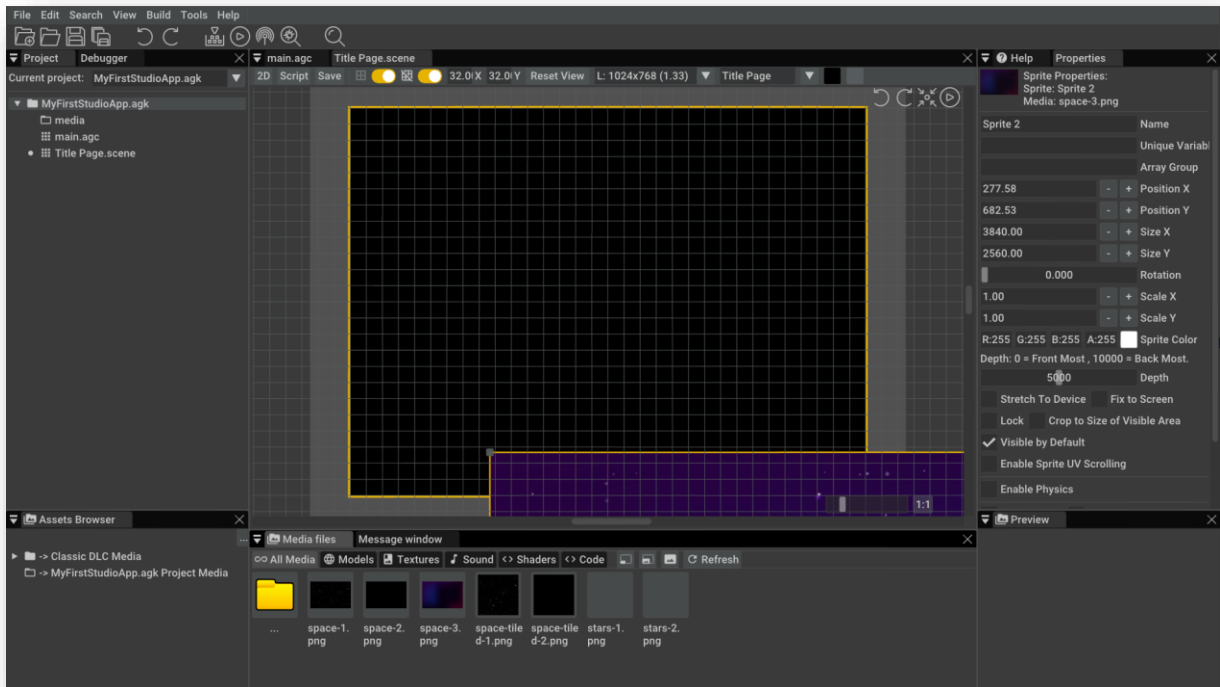 File Edit Search View Build Tools Help
Project Debugger
main.agc Title Page.scene
Help Properties
Current project: MyFirstStudioApp.agk
2D Script Save 32.0 X 32.0 Y Reset View L: 1024x768 (1.33) Title Page
MyFirstStudioApp.agk
media
main.agc
Title Page.scene
Sprite Properties:
Sprite: Sprite 2
Media: space-3.png
Sprite 2 Name
Unique Variabl
Array Group
277.58 - + Position X
682.53 - + Position Y
3840.00 - + Size X
2560.00 - + Size Y
0.000 Rotation
1.00 - + Scale X
1.00 - + Scale Y
R:255 G:255 B:255 A:255 Sprite Color
Depth: 0 = Front Most , 10000 = Back Most.
5000 Depth
Stretch To Device Fix to Screen
Lock Crop to Size of Visible Area
Visible by Default
Enable Sprite UV Scrolling
Enable Physics
1:1
Assets Browser
...
-> Classic DLC Media
-> MyFirstStudioApp.agk Project Media
Media files Message window
All Media Models Textures Sound <> Shaders <> Code Refresh
...
space-1.
png
space-2.
png
space-3.
png
space-tile
d-1.png
space-tile
d-2.png
stars-1.
png
stars-2.
png
Preview